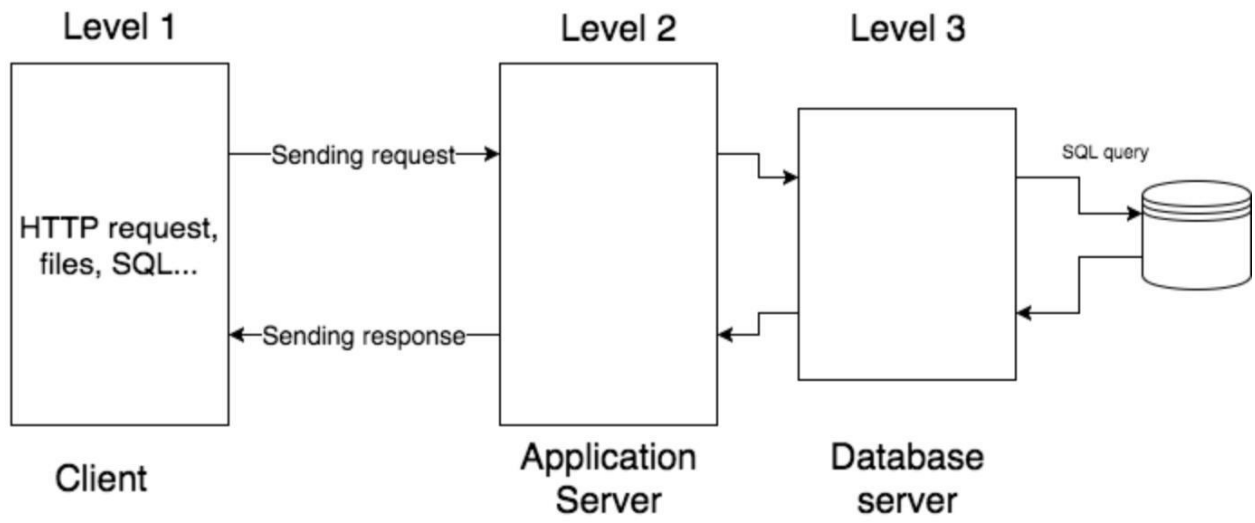 Level 1
Level 2
Level 3
Sending request
SQL query
HTTP request,
files, SQL...
Sending response
Client
Application
Server
Database
server